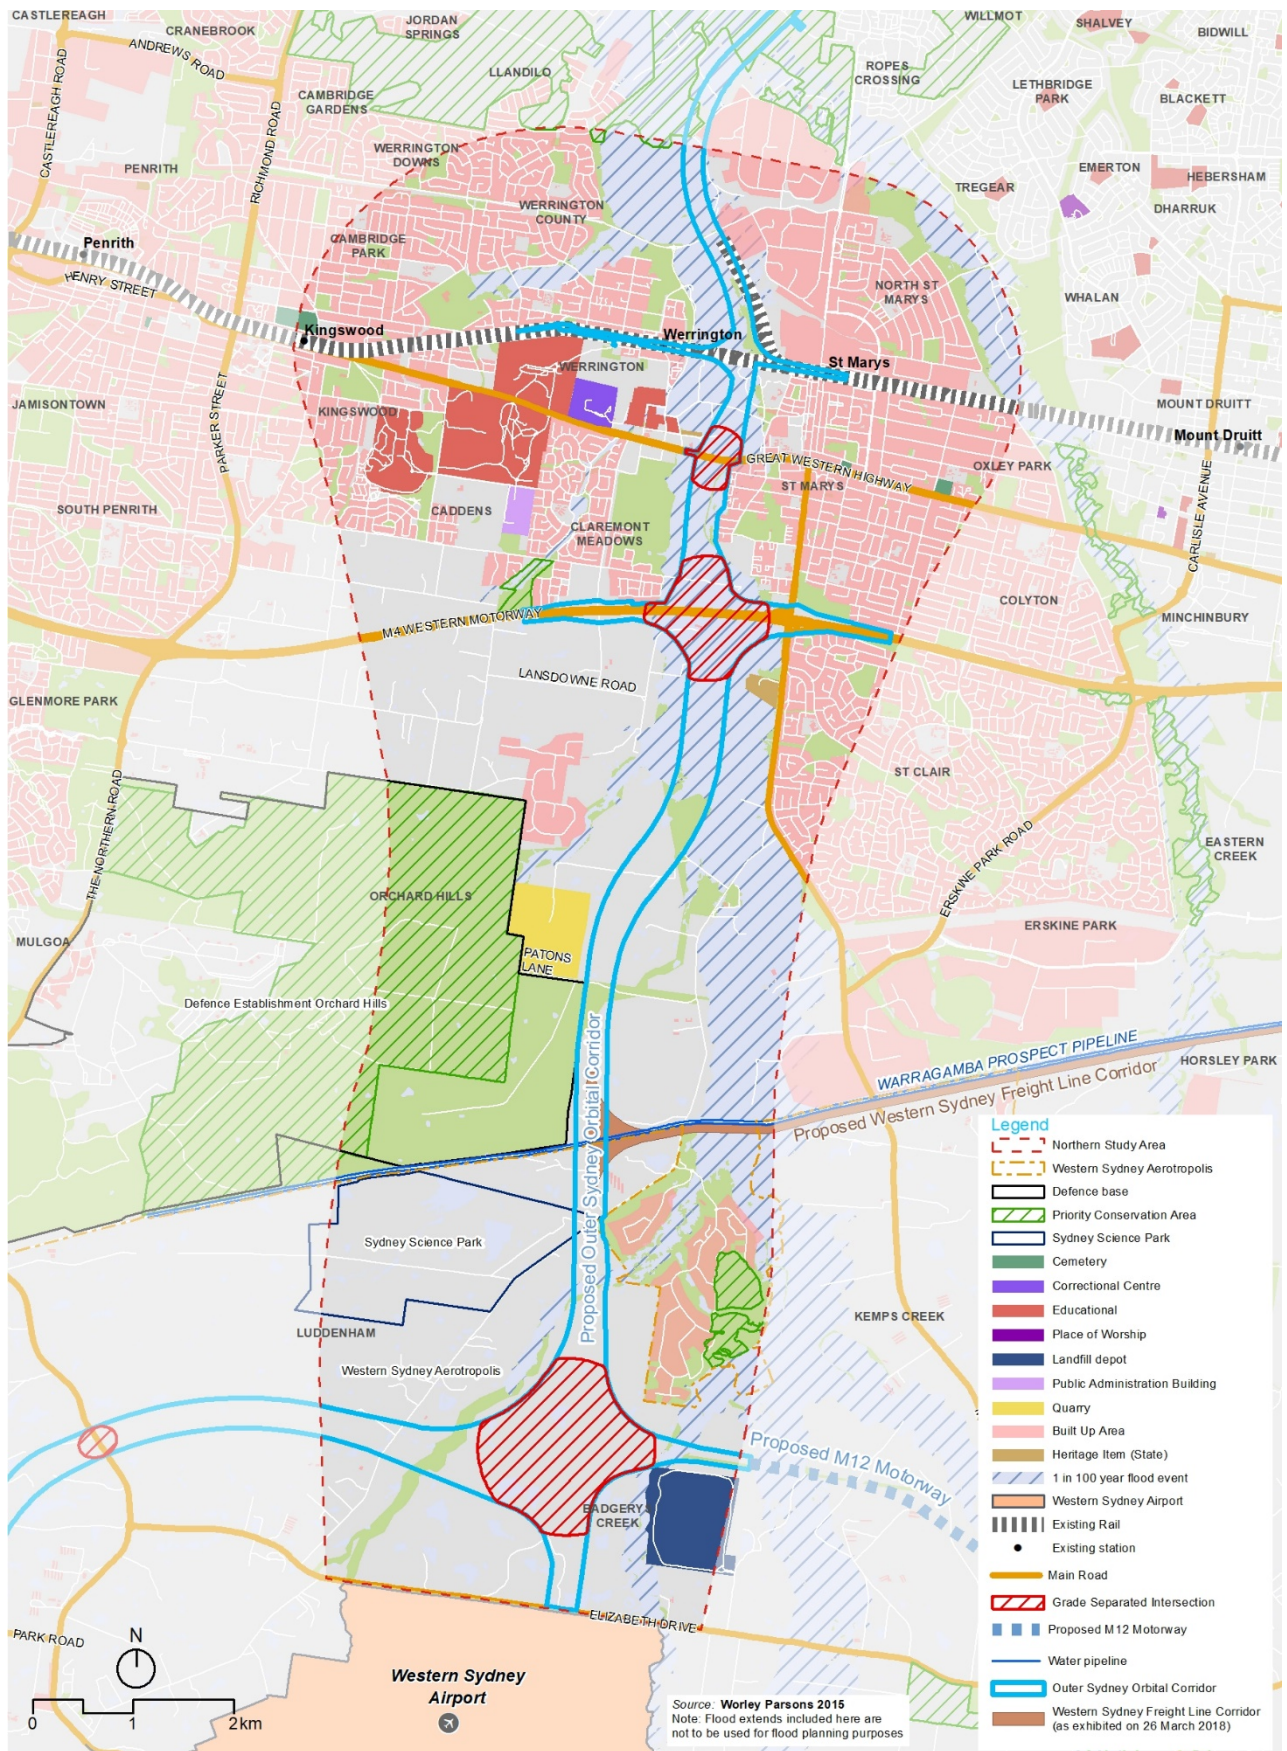 CASTLEREAGH
CRANEBROOK
JORDAN
SPRINGS
WILLMOT
SHALVEY
BIDWILL
ANDREWS ROAD
LLANDILO
ROPES
CROSSING
CASTLEREAGH ROAD
CAMBRIDGE
GARDENS
LETHBRIDGE
PARK
BLACKETT
RICHMOND ROAD
WERRINGTON
DOWNS
PENRITH
EMERTON
HEBERSHAM
TREGEAR
WERRINGTON
COUNTY
DHARRUK
CAMBRIDGE
PARK
Penrith
HENRY STREET
NORTH ST
MARYS
WHALAN
Kingswood
Werrington
St Marys
WERRINGTON
JAMISONTOWN
KINGSWOOD
PARKER STREET
MOUNT DRUITT
Mount Druitt
GREAT WESTERN HIGHWAY
OXLEY PARK
ST MARYS
SOUTH PENRITH
CADDENS
CLAREMONT
MEADOWS
CARLISLE AVENUE
COLYTON
MINCHINBURY
M4 WESTERN MOTORWAY
LANSDOWNE ROAD
GLENMORE PARK
ST CLAIR
THE NORTHERN ROAD
EASTERN
CREEK
ERSKINE PARK ROAD
ORCHARD HILLS
ERSKINE PARK
MULGOA
PATONS
LANE
Defence Establishment Orchard Hills
Proposed Outer Sydney Orbital Corridor
WARRAGAMBA PROSPECT PIPELINE
HORSLEY PARK
Proposed Western Sydney Freight Line Corridor
Sydney Science Park
KEMPS CREEK
LUDDENHAM
Western Sydney Aerotropolis
Proposed M12 Motorway
BADGERYS
CREEK
ELIZABETH DRIVE
PARK ROAD
N
0 1 2 km
Western Sydney
Airport
Source: Worley Parsons 2015
Note: Flood extends included here are
not to be used for flood planning purposes
Legend
Northern Study Area
Western Sydney Aerotropolis
Defence base
Priority Conservation Area
Sydney Science Park
Cemetery
Correctional Centre
Educational
Place of Worship
Landfill depot
Public Administration Building
Quarry
Built Up Area
Heritage Item (State)
1 in 100 year flood event
Western Sydney Airport
Existing Rail
Existing station
Main Road
Grade Separated Intersection
Proposed M12 Motorway
Water pipeline
Outer Sydney Orbital Corridor
Western Sydney Freight Line Corridor
(as exhibited on 26 March 2018)